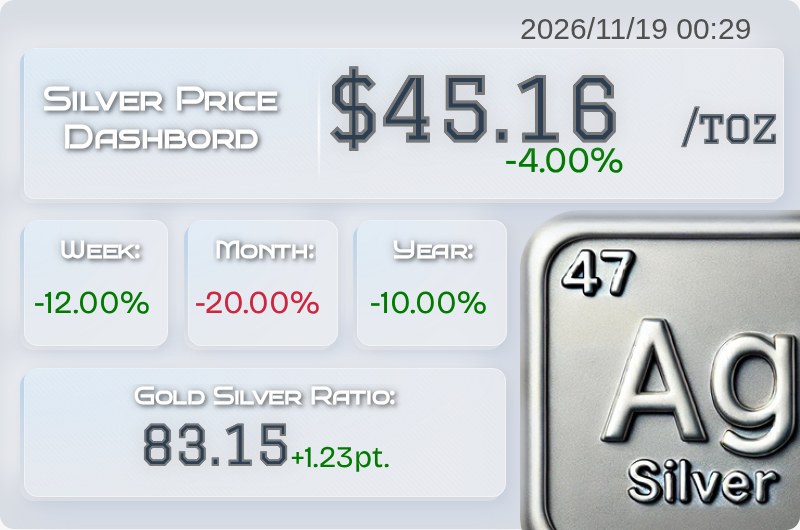 2026/11/19 00:29
Silver Price
Dashbord
$45.16 /TOZ
-4.00%
Week: Month: Year:
-12.00% -20.00% -10.00%
47
Ag
Silver
Gold Silver Ratio:
83.15 +1.23pt.